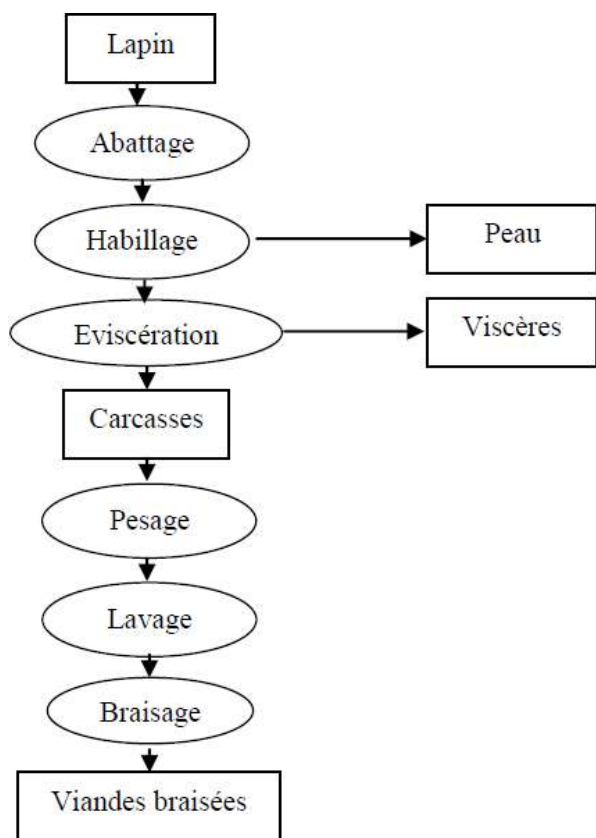 Lapin
Abattage
Habillage
Peau
Eviscération
Viscères
Carcasses
Pesage
Lavage
Braisage
Viandes braisées